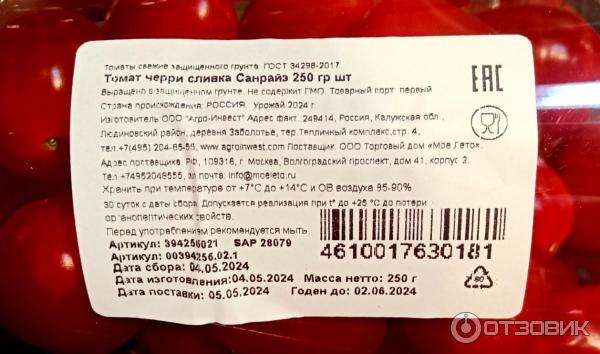 Томаты свежие защищенного грунта. ГОСТ 34298-2017
Томат черри сливка Санрайз 250 гр шт
Выращено в защищенном грунте. Не содержит ГМО. Товарный сорт: первый
Страна происхождения: РОССИЯ. Урожай 2024 г.
Изготовитель ООО "Агро-Инвест" Адрес факт.: 249414, Россия, Калужская обл.,
Людиновский район, деревня Заболотье, тер.Тепличный комплекс,стр. 4,
тел.+7(495) 204-85-58, www.agroinwest.com Поставщик: ООО Торговый дом «Мое Лето».
Адрес поставщика: РФ, 109316, г. Москва, Волгоградский проспект, дом 41, корпус 2.
Тел.+74952048555, эл почта: info@moeleto.ru
Хранить при температуре от +7°С до +14°С и ОВ воздуха 85-90%
30 суток с даты сбора. Допускается реализация при t° до +25 °С до потери
органолептических свойств.
Перед употреблением рекомендуется мыть.
Артикул: 394256021 SAP 28079
Артикул: 00394256.02.1
Дата сбора: 04.05.2024
Дата изготовления:04.05.2024 Масса нетто: 250 г
Дата поставки: 05.05.2024 Годен до: 02.06.2024
EAC
4610017630181
90
ОТЗОВИК